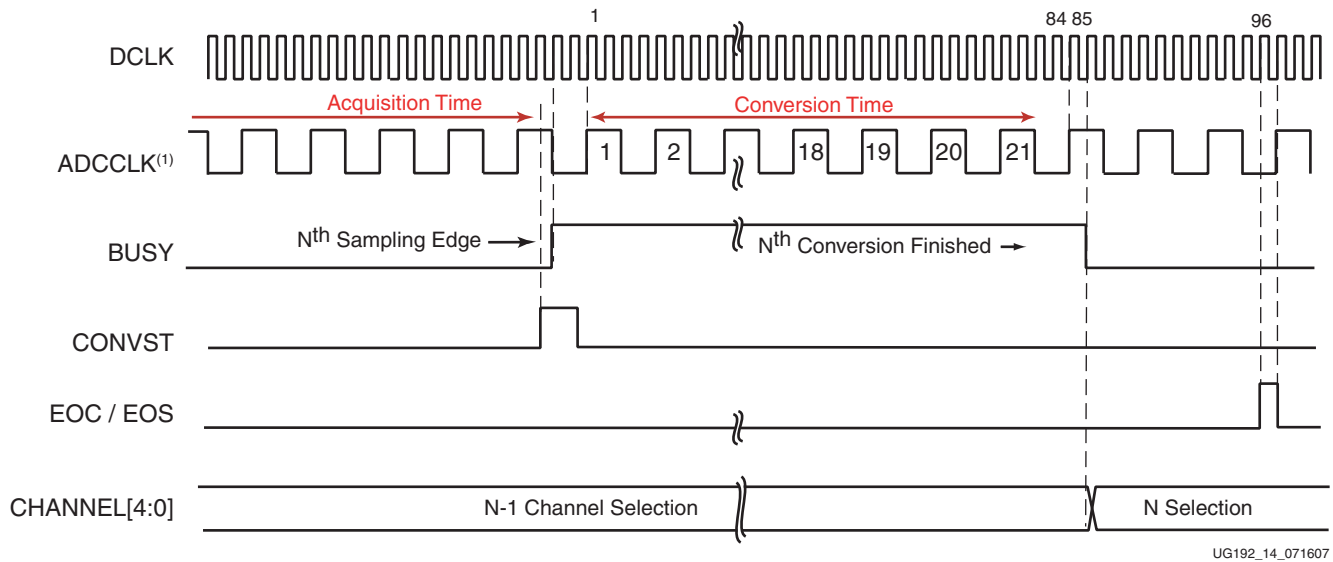 1 84 85 96
DCLK
Acquisition Time Conversion Time
ADCCLK(1) 1 2 18 19 20 21
BUSY Nth Sampling Edge Nth Conversion Finished
CONVST
EOC / EOS
CHANNEL[4:0] N-1 Channel Selection N Selection
UG192_14_071607